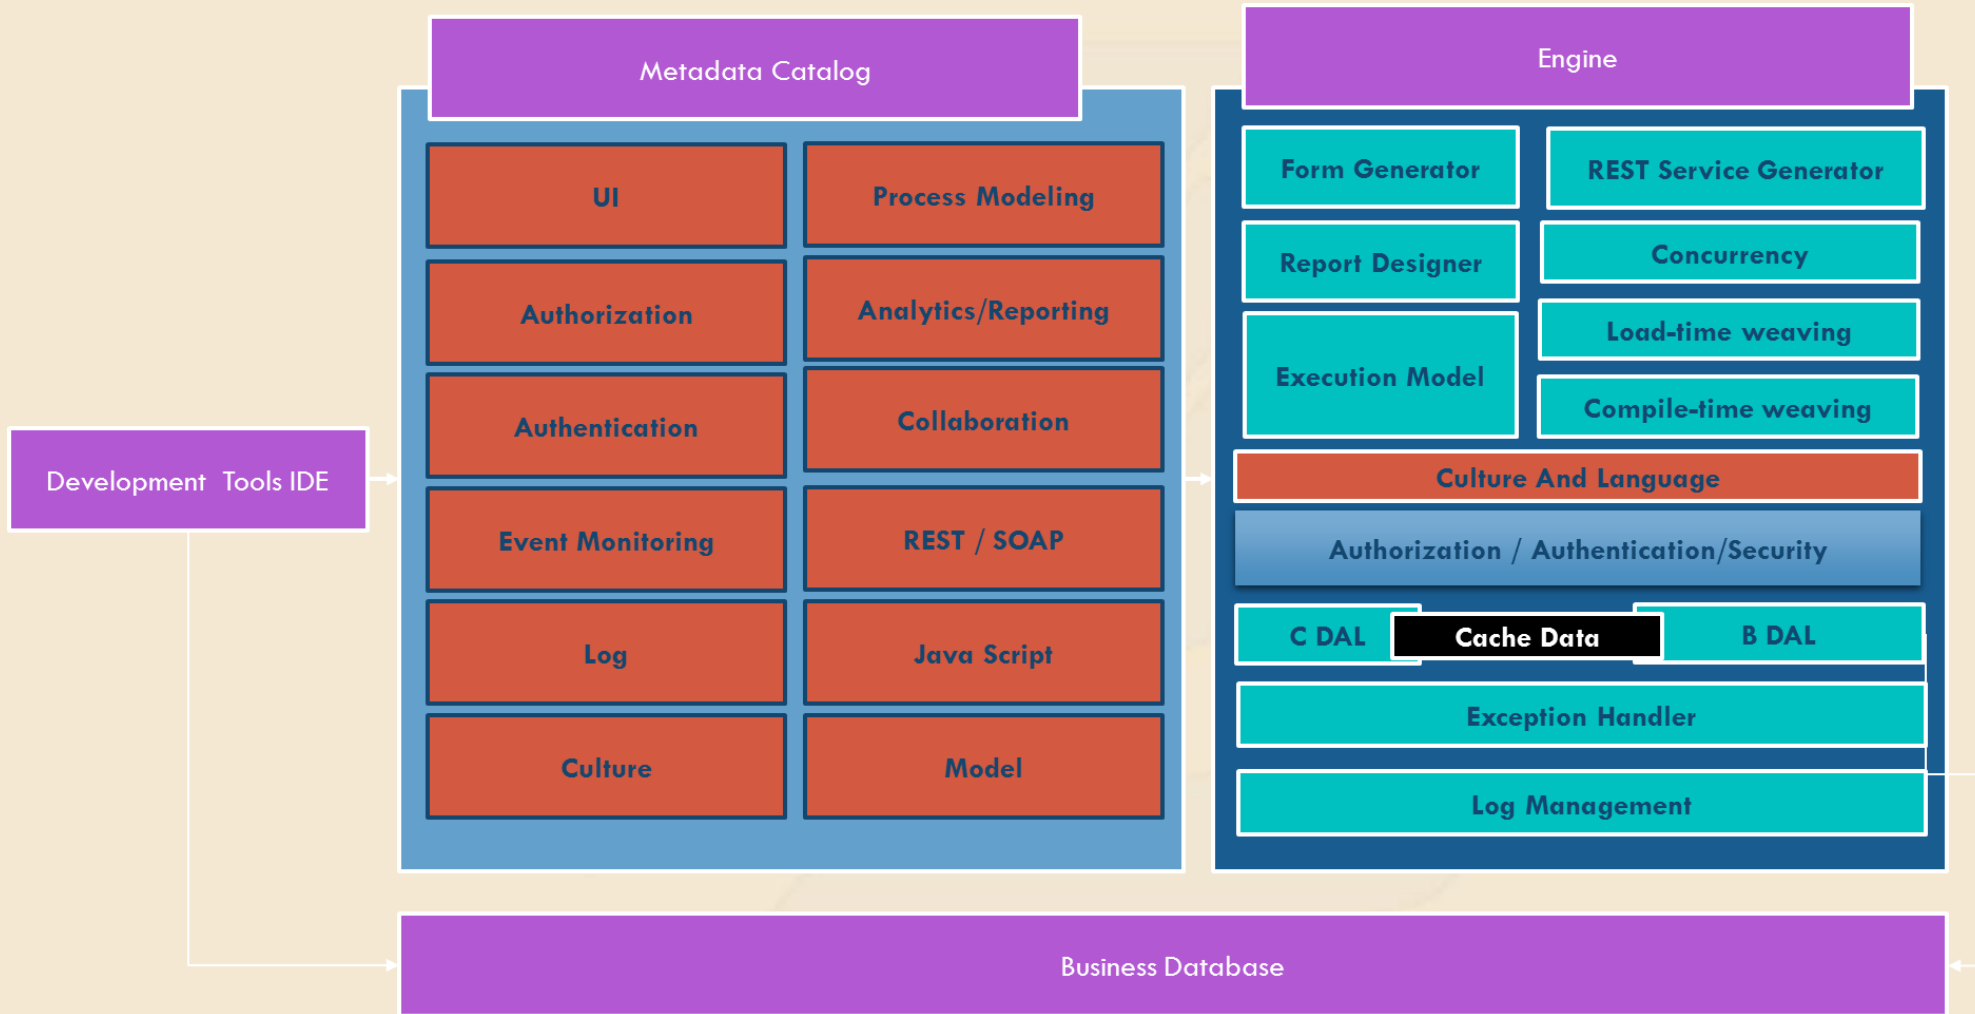 Metadata Catalog
Engine
UI
Process Modeling
Authorization
Analytics/Reporting
Authentication
Collaboration
Event Monitoring
REST / SOAP
Log
Java Script
Culture
Model
Form Generator
REST Service Generator
Report Designer
Concurrency
Load-time weaving
Execution Model
Compile-time weaving
Culture And Language
Authorization / Authentication/Security
C DAL
Cache Data
B DAL
Exception Handler
Log Management
Development Tools IDE
Business Database